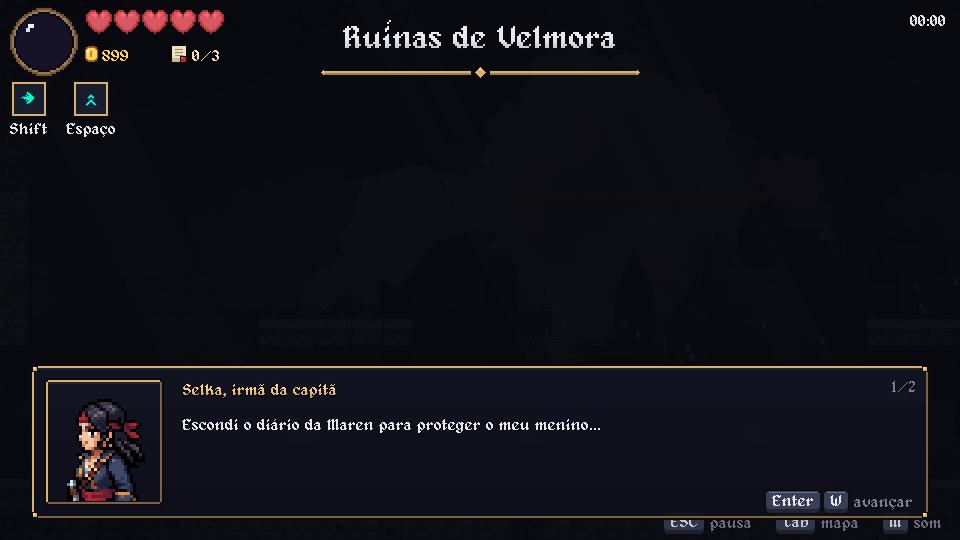 Ruínas de Velmora
00:00
899
0/3
Shift
Espaço
Selka, irmã da capitã
1/2
Escondi o diário da Maren para proteger o meu menino...
Enter W avançar
ESC pausa Tab mapa M som